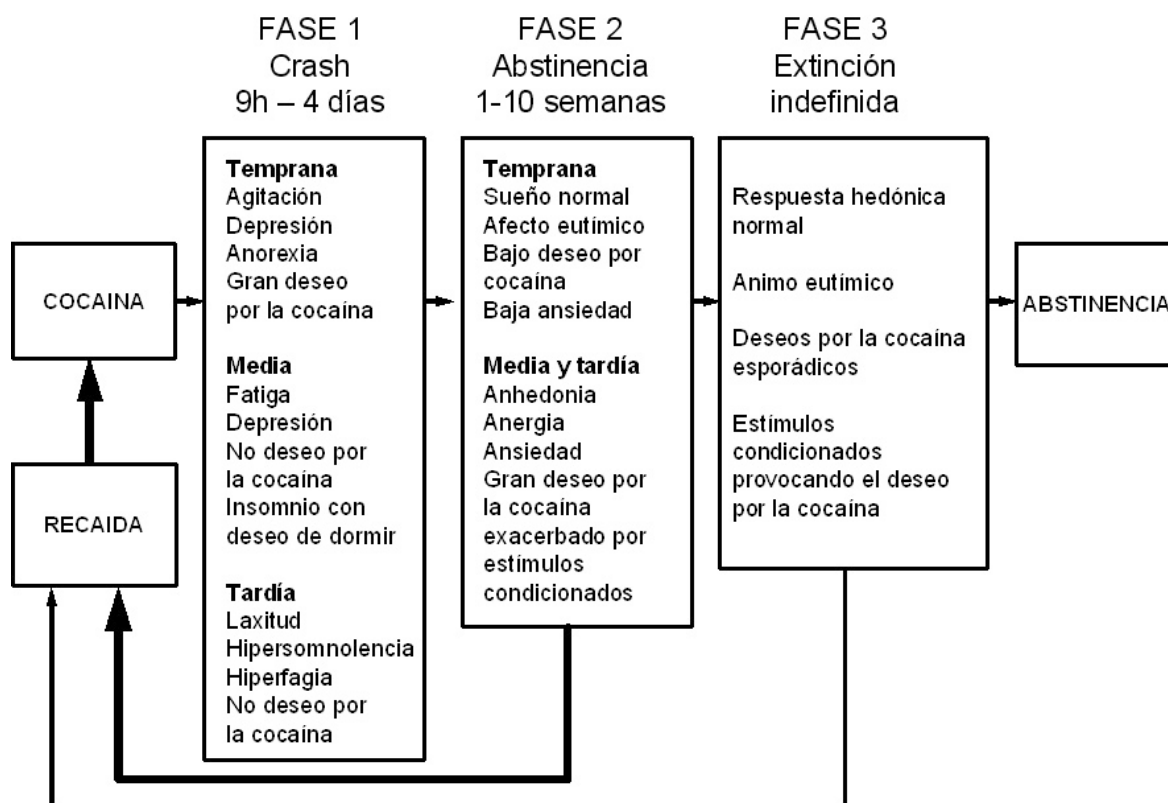 FASE 1
Crash
9h – 4 días
FASE 2
Abstinencia
1-10 semanas
FASE 3
Extinción
indefinida
COCAINA
RECAIDA
Temprana
Agitación
Depresión
Anorexia
Gran deseo
por la cocaína
Media
Fatiga
Depresión
No deseo por
la cocaína
Insomnio con
deseo de dormir
Tardía
Laxitud
Hipersomnolencia
Hiperfagia
No deseo por
la cocaína
Temprana
Sueño normal
Afecto eutímico
Bajo deseo por
cocaína
Baja ansiedad
Media y tardía
Anhedonia
Anergia
Ansiedad
Gran deseo por
la cocaína
exacerbado por
estímulos
condicionados
Respuesta hedónica
normal
Animo eutímico
Deseos por la cocaína
esporádicos
Estímulos
condicionados
provocando el deseo
por la cocaína
ABSTINENCIA